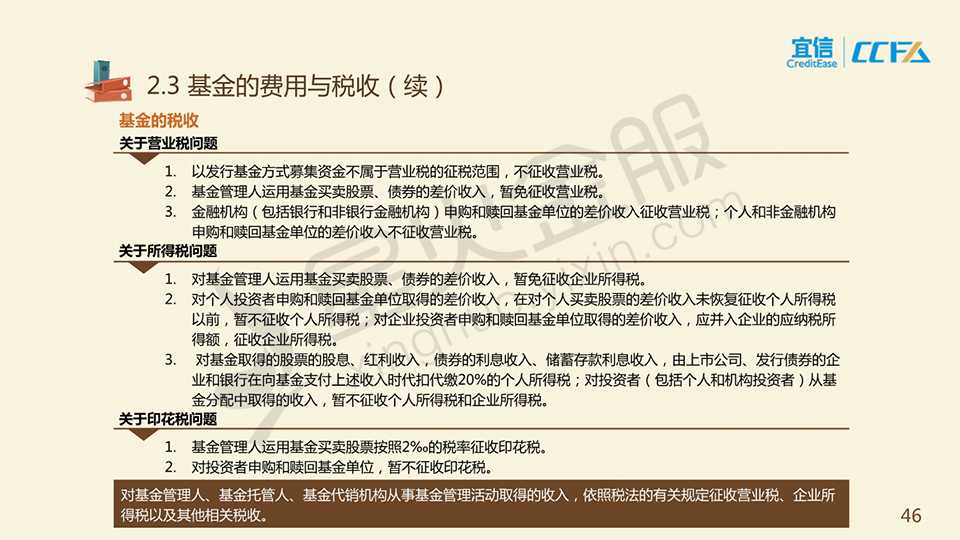 宜信
CreditEase
CCFA
2.3 基金的费用与税收（续）
基金的税收
关于营业税问题
1. 以发行基金方式募集资金不属于营业税的征税范围，不征收营业税。
2. 基金管理人运用基金买卖股票、债券的差价收入，暂免征收营业税。
3. 金融机构（包括银行和非银行金融机构）申购和赎回基金单位的差价收入征收营业税；个人和非金融机构
申购和赎回基金单位的差价收入不征收营业税。
关于所得税问题
1. 对基金管理人运用基金买卖股票、债券的差价收入，暂免征收企业所得税。
2. 对个人投资者申购和赎回基金单位取得的差价收入，在对个人买卖股票的差价收入未恢复征收个人所得税
以前，暂不征收个人所得税；对企业投资者申购和赎回基金单位取得的差价收入，应并入企业的应纳税所
得额，征收企业所得税。
3. 对基金取得的股票的股息、红利收入，债券的利息收入、储蓄存款利息收入，由上市公司、发行债券的企
业和银行在向基金支付上述收入时代扣代缴20%的个人所得税；对投资者（包括个人和机构投资者）从基
金分配中取得的收入，暂不征收个人所得税和企业所得税。
关于印花税问题
1. 基金管理人运用基金买卖股票按照2‰的税率征收印花税。
2. 对投资者申购和赎回基金单位，暂不征收印花税。
对基金管理人、基金托管人、基金代销机构从事基金管理活动取得的收入，依照税法的有关规定征收营业税、企业所
得税以及其他相关税收。
46
星火金服
xinghuo.yixin.com